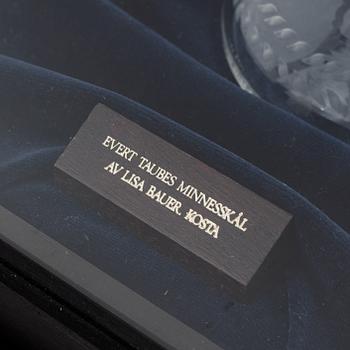 EVERT TAUBES MINNESSKÅL
AV LISA BAUER. KOSTA